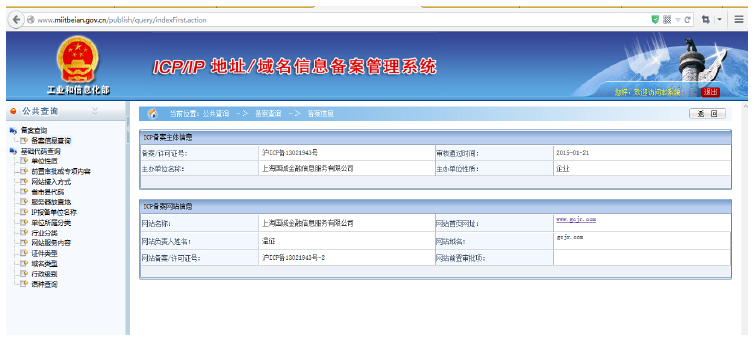 www.miitbeian.gov.cn/publish/query/indexFirst.action
工业和信息化部
ICP/IP 地址/域名信息备案管理系统
您好，欢迎访问本系统！ 退出
公共查询
当前位置：公共查询 －＞ 备案查询 －＞ 备案信息
返 回
备案查询
备案信息查询
基础代码查询
单位性质
前置审批或专项内容
网站接入方式
省市县代码
服务器放置地
IP报备单位名称
单位所属分类
行业分类
网站服务内容
证件类型
域名类型
行政级别
语种查询
ICP备案主体信息
备案/许可证号： 沪ICP备13021943号 审核通过时间： 2015-01-21
主办单位名称： 上海国诚金融信息服务有限公司 主办单位性质： 企业
ICP备案网站信息
网站名称： 上海国诚金融信息服务有限公司 网站首页网址： www.gcjr.com
网站负责人姓名： 温征 网站域名： gcjr.com
网站备案/许可证号： 沪ICP备13021943号-2 网站前置审批项：